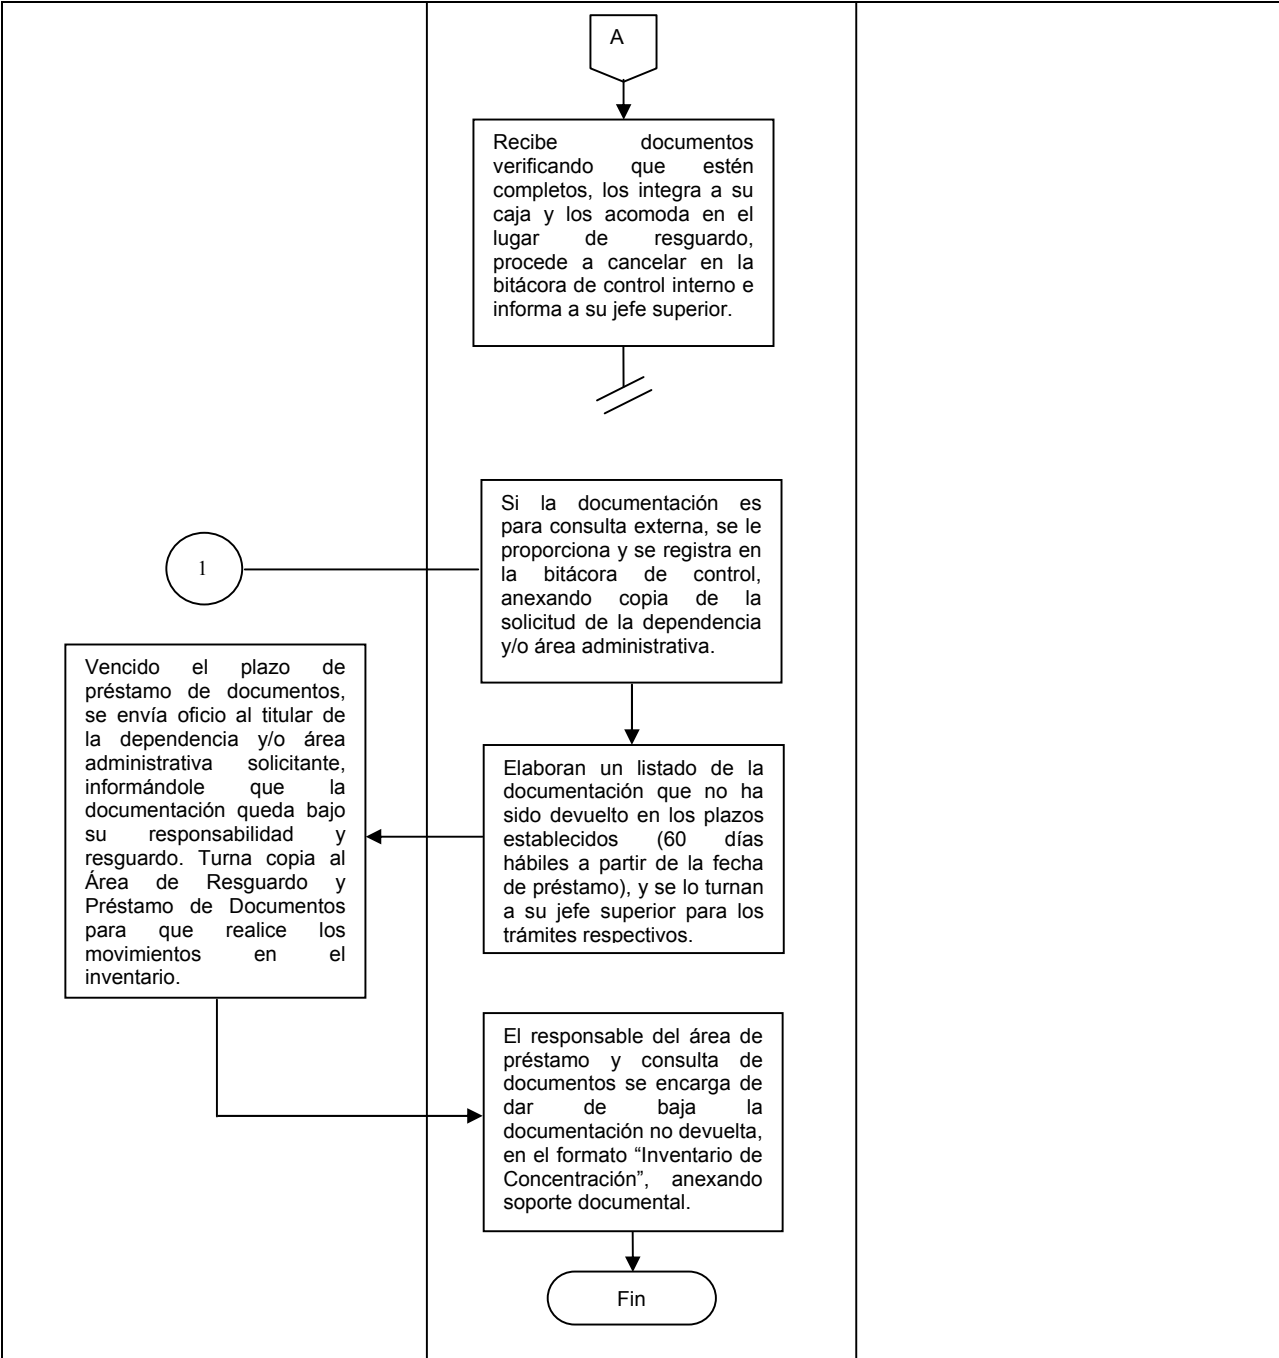 A
Recibe documentos
verificando que estén
completos, los integra a su
caja y los acomoda en el
lugar de resguardo,
procede a cancelar en la
bitácora de control interno e
informa a su jefe superior.
1
Si la documentación es
para consulta externa, se le
proporciona y se registra en
la bitácora de control,
anexando copia de la
solicitud de la dependencia
y/o área administrativa.
Elaboran un listado de la
documentación que no ha
sido devuelto en los plazos
establecidos (60 días
hábiles a partir de la fecha
de préstamo), y se lo turnan
a su jefe superior para los
trámites respectivos.
Vencido el plazo de
préstamo de documentos,
se envía oficio al titular de
la dependencia y/o área
administrativa solicitante,
informándole que la
documentación queda bajo
su responsabilidad y
resguardo. Turna copia al
Área de Resguardo y
Préstamo de Documentos
para que realice los
movimientos en el
inventario.
El responsable del área de
préstamo y consulta de
documentos se encarga de
dar de baja la
documentación no devuelta,
en el formato “Inventario de
Concentración”, anexando
soporte documental.
Fin